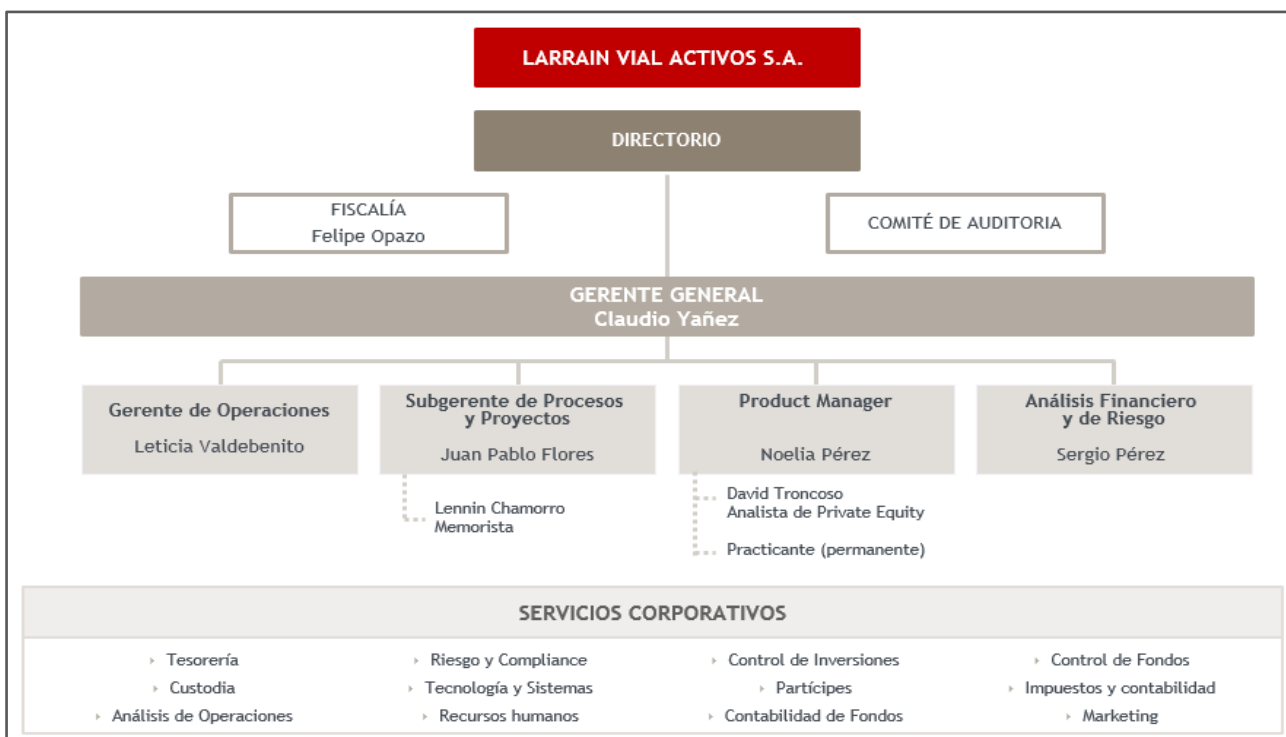 LARRAIN VIAL ACTIVOS S.A.
DIRECTORIO
FISCALÍA
Felipe Opazo
COMITÉ DE AUDITORIA
GERENTE GENERAL
Claudio Yañez
Gerente de Operaciones
Leticia Valdebenito
Subgerente de Procesos
y Proyectos
Juan Pablo Flores
Lennin Chamorro
Memorista
Product Manager
Noelia Pérez
David Troncoso
Analista de Private Equity
Practicante (permanente)
Análisis Financiero
y de Riesgo
Sergio Pérez
SERVICIOS CORPORATIVOS
Tesorería
Custodia
Análisis de Operaciones
Riesgo y Compliance
Tecnología y Sistemas
Recursos humanos
Control de Inversiones
Partícipes
Contabilidad de Fondos
Control de Fondos
Impuestos y contabilidad
Marketing